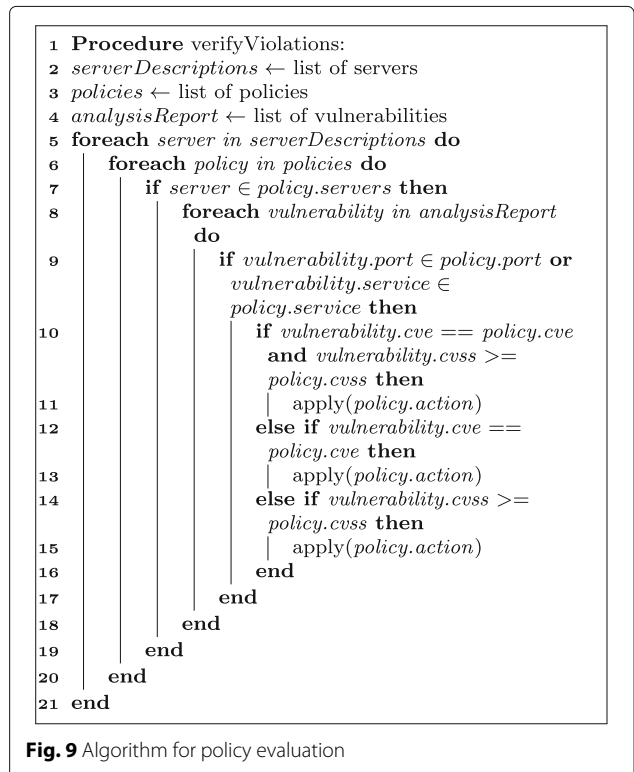 1 Procedure verifyViolations:
2 serverDescriptions ← list of servers
3 policies ← list of policies
4 analysisReport ← list of vulnerabilities
5 foreach server in serverDescriptions do
6 foreach policy in policies do
7 if server ∈ policy.servers then
8 foreach vulnerability in analysisReport
do
9 if vulnerability.port ∈ policy.port or
vulnerability.service ∈
policy.service then
10 if vulnerability.cve == policy.cve
and vulnerability.cvss >=
policy.cvss then
11 apply(policy.action)
12 else if vulnerability.cve ==
policy.cve then
13 apply(policy.action)
14 else if vulnerability.cvss >=
policy.cvss then
15 apply(policy.action)
16 end
17 end
18 end
19 end
20 end
21 end
Fig. 9 Algorithm for policy evaluation